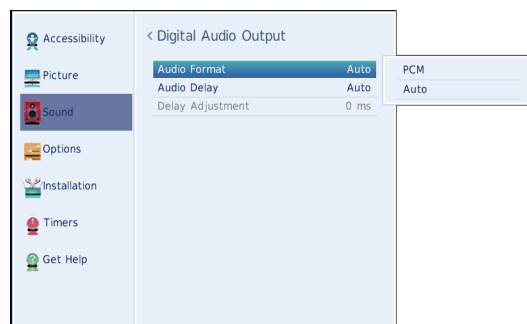 Accessibility
Picture
Sound
Options
Installation
Timers
Get Help
< Digital Audio Output
Audio Format Auto
Audio Delay Auto
Delay Adjustment 0 ms
PCM
Auto